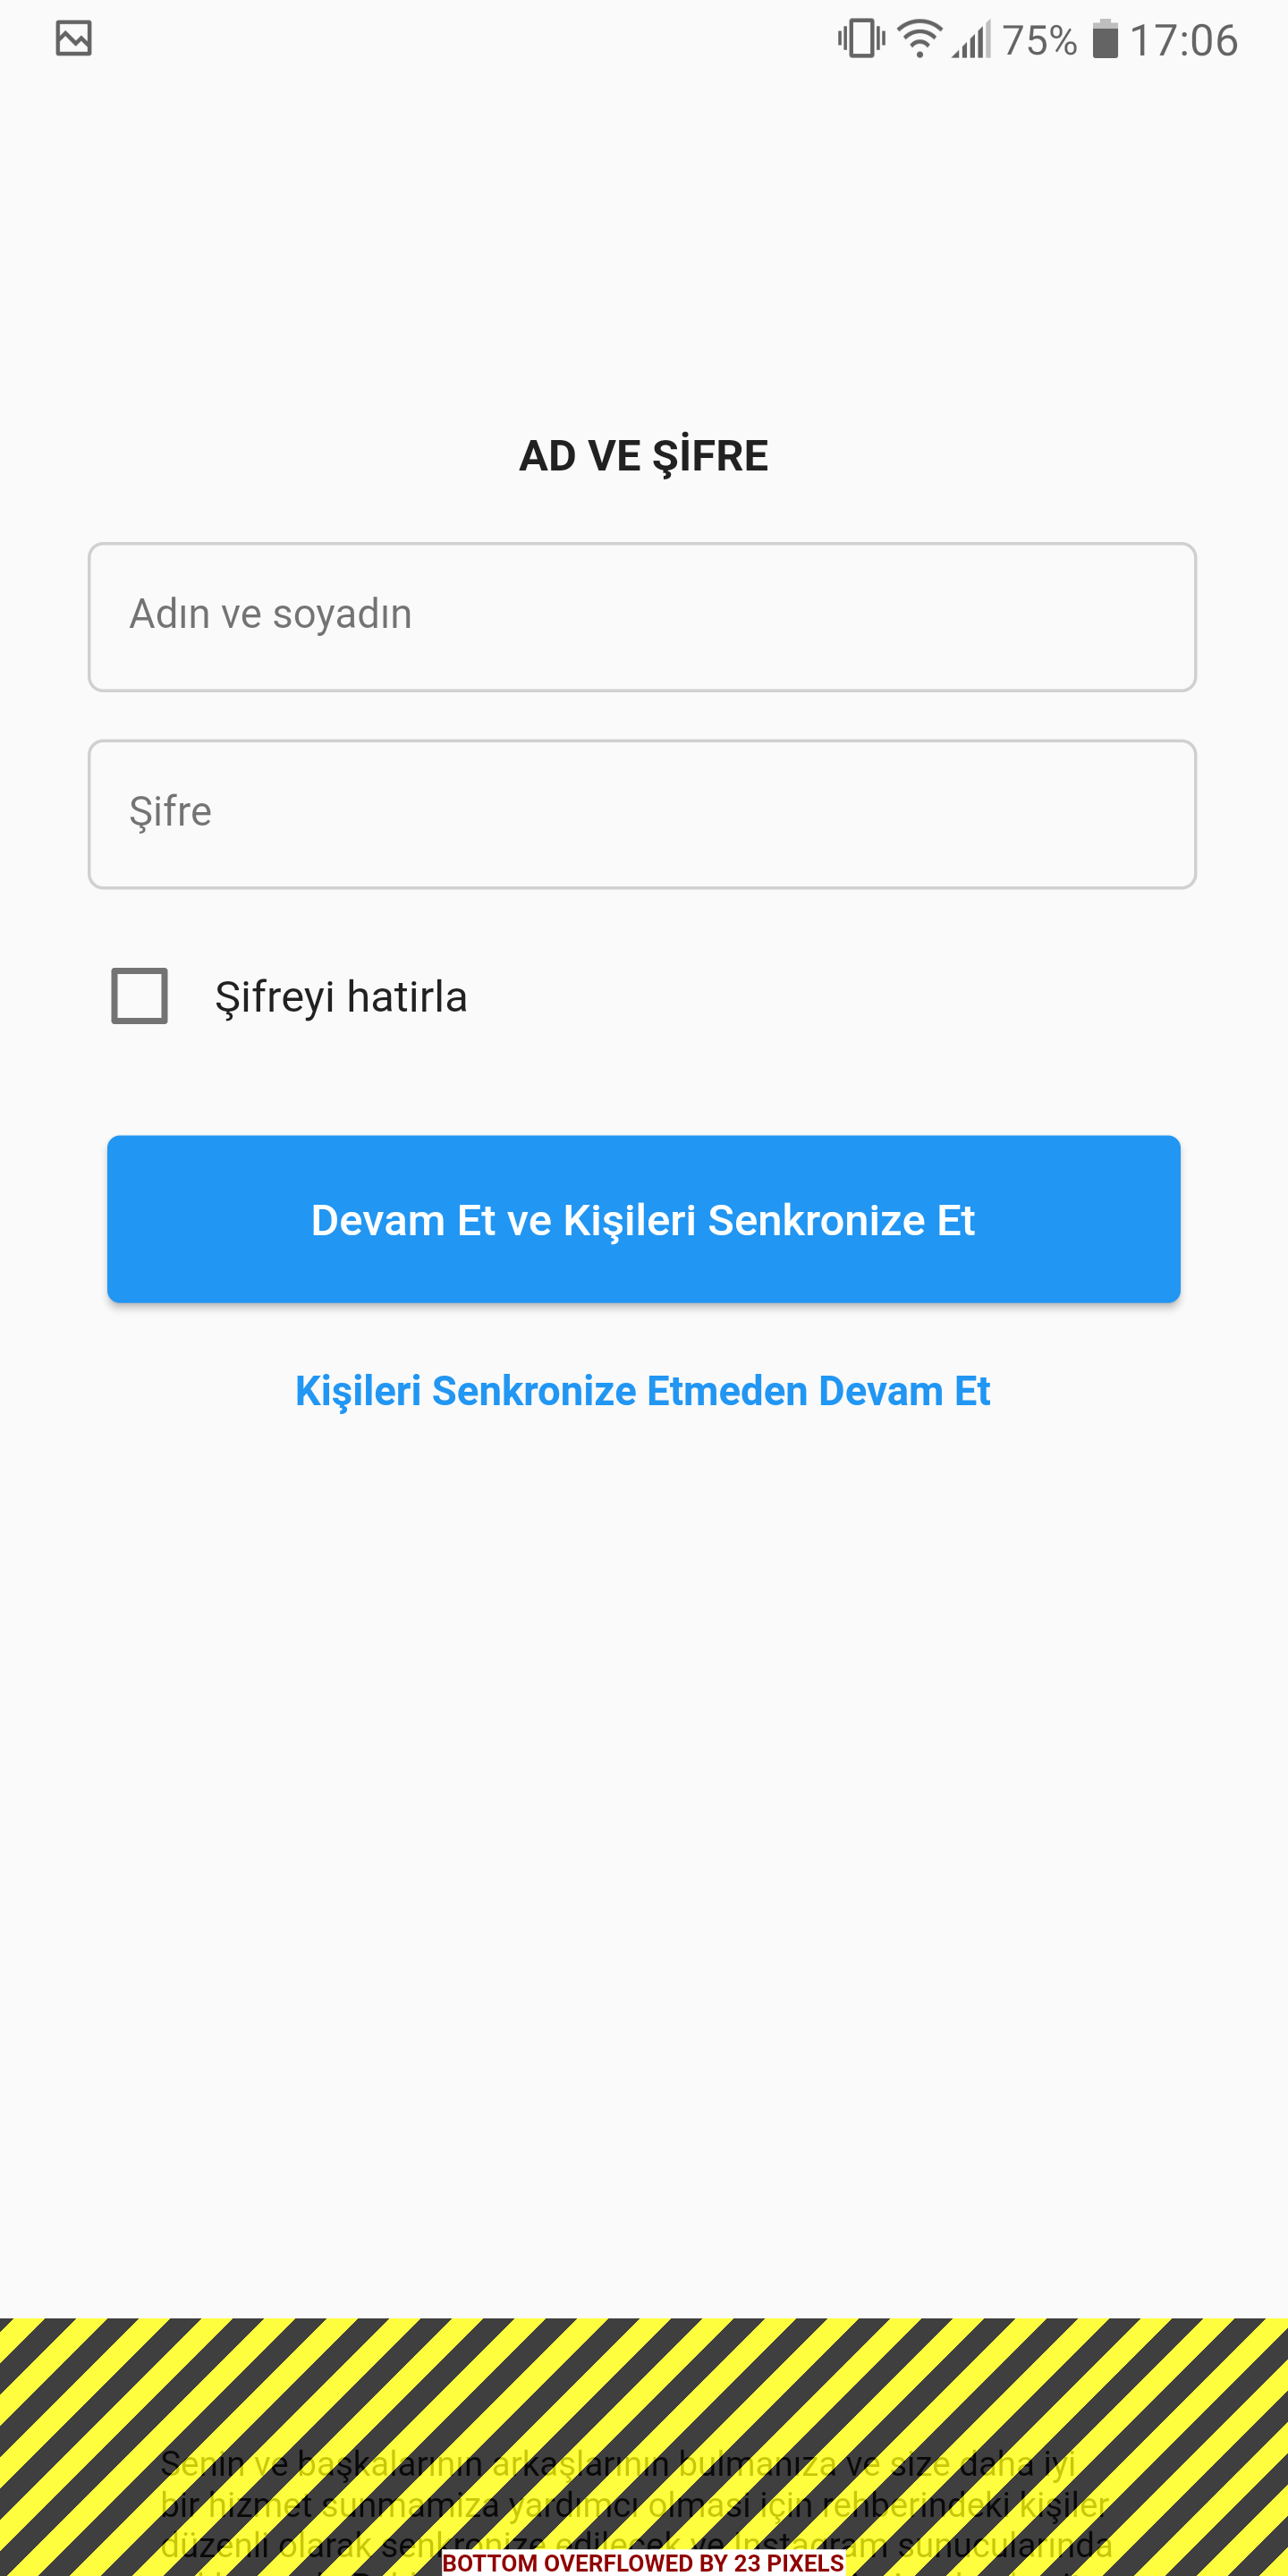 75% 17:06
AD VE ŞİFRE
Adın ve soyadın
Şifre
Şifreyi hatirla
Devam Et ve Kişileri Senkronize Et
Kişileri Senkronize Etmeden Devam Et
Senin ve başkalarının arkaşlarının bulmanıza ve size daha iyi
bir hizmet sunmamiza yardımcı olması için rehberindeki kişiler
düzenli olarak senkronize edilecek ve Instagram sunucularında
BOTTOM OVERFLOWED BY 23 PIXELS